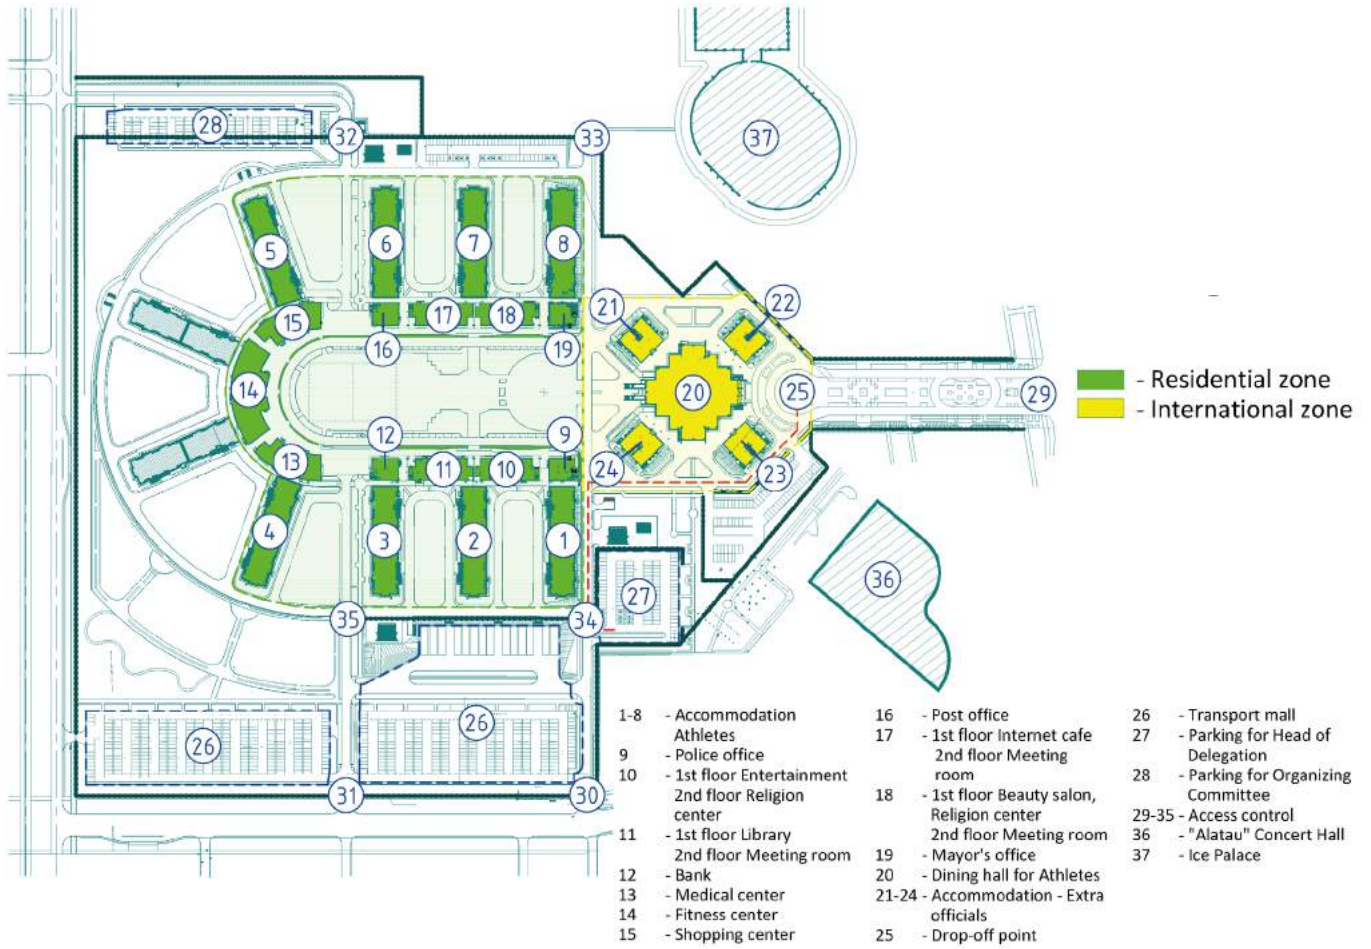 28
32
33
37
5
6
7
8
21
22
15
17
18
16
19
14
20
25
29
- Residential zone
- International zone
12
9
13
11
10
24
23
4
3
2
1
27
36
35
34
26
26
31
30
1-8 - Accommodation
Athletes
9 - Police office
10 - 1st floor Entertainment
2nd floor Religion
center
11 - 1st floor Library
2nd floor Meeting room
12 - Bank
13 - Medical center
14 - Fitness center
15 - Shopping center
16 - Post office
17 - 1st floor Internet cafe
2nd floor Meeting
room
18 - 1st floor Beauty salon,
Religion center
2nd floor Meeting room
19 - Mayor's office
20 - Dining hall for Athletes
21-24 - Accommodation - Extra
officials
25 - Drop-off point
26 - Transport mall
27 - Parking for Head of
Delegation
28 - Parking for Organizing
Committee
29-35 - Access control
36 - "Alatau" Concert Hall
37 - Ice Palace